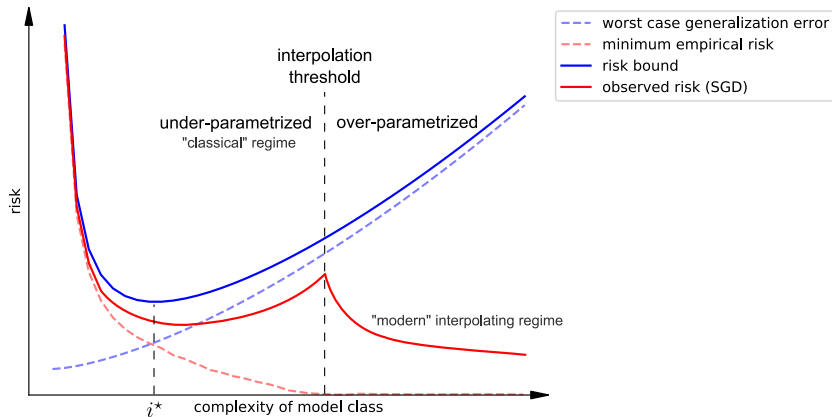 worst case generalization error
minimum empirical risk
risk bound
observed risk (SGD)
interpolation
threshold
under-parametrized
over-parametrized
"classical" regime
risk
"modern" interpolating regime
i⋆
complexity of model class